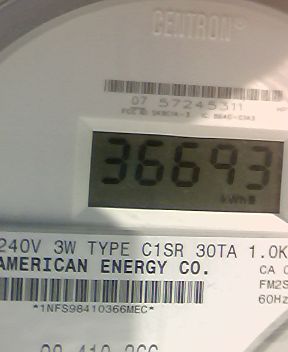 CENTRON®
07 57245311
36693
kWh
240V 3W TYPE C1SR 30TA 1.0K
AMERICAN ENERGY CO.
CA
FM2S
60Hz
*1NFS98410366MEC*